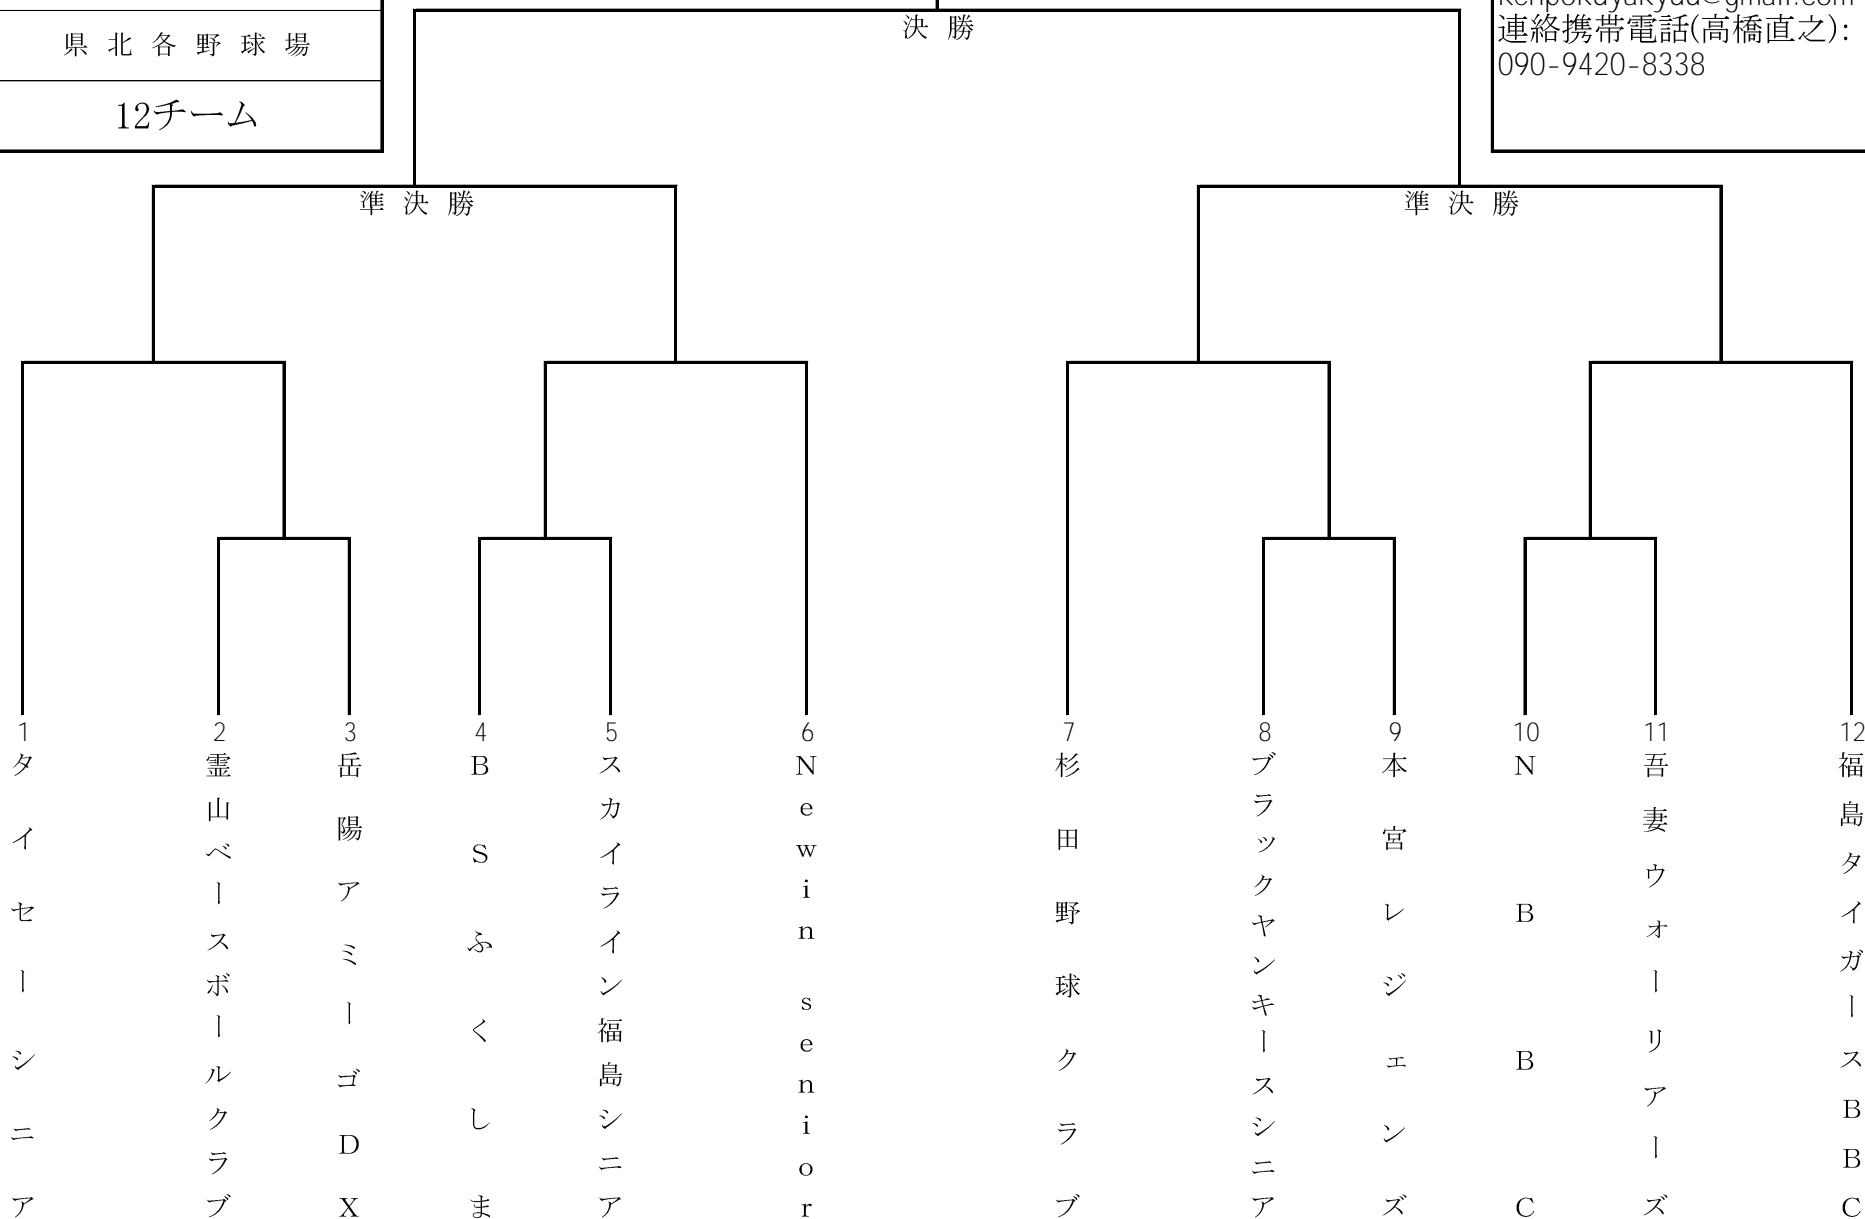 決勝
kenpokuyakyuu@gmail.com
連絡携帯電話(高橋直之):
090-9420-8338
県北各野球場
12チーム
準決勝
準決勝
1
2
3
4
5
6
7
8
9
10
11
12
タイセーシニア
霊山ベースボールクラブ
岳陽アミーゴDX
BSふくしま
スカイライン福島シニア
Newin senior
杉田野球クラブ
ブラックヤンキースシニア
本宮レジェンズ
NBBC
吾妻ウォーリアーズ
福島タイガースBBC